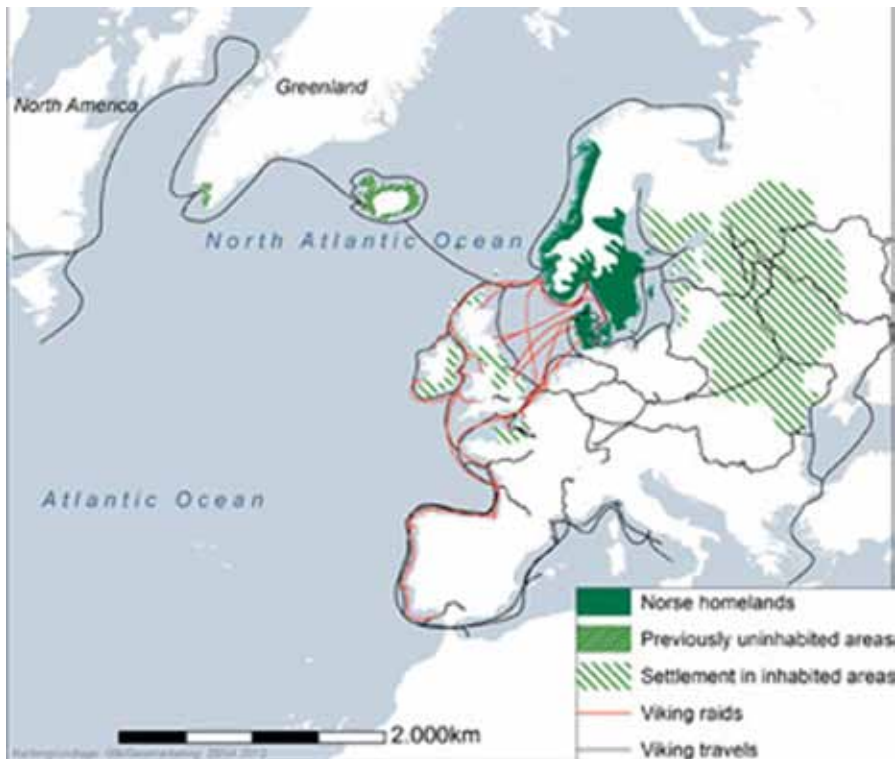 Greenland
North America
North Atlantic Ocean
Atlantic Ocean
Norse homelands
Previously uninhabited areas
Settlement in inhabited areas
Viking raids
2.000km
Viking travels